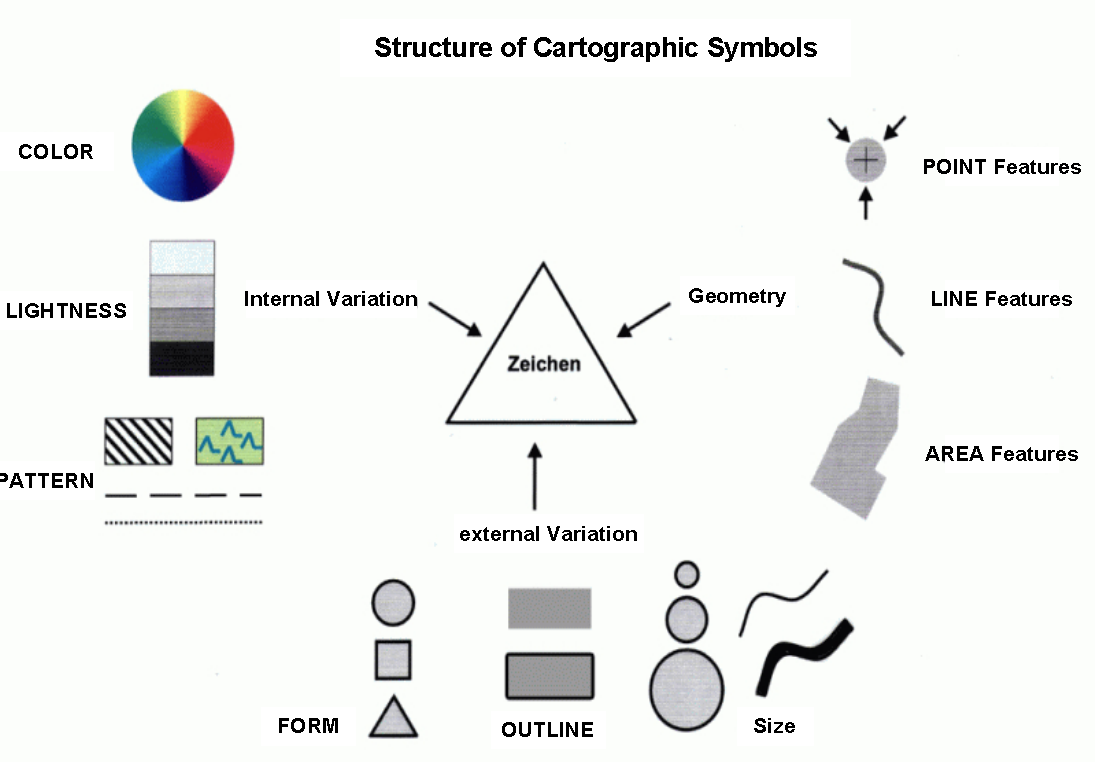 Structure of Cartographic Symbols
COLOR
POINT Features
LIGHTNESS
Internal Variation
Geometry
LINE Features
Zeichen
PATTERN
AREA Features
external Variation
FORM
OUTLINE
Size